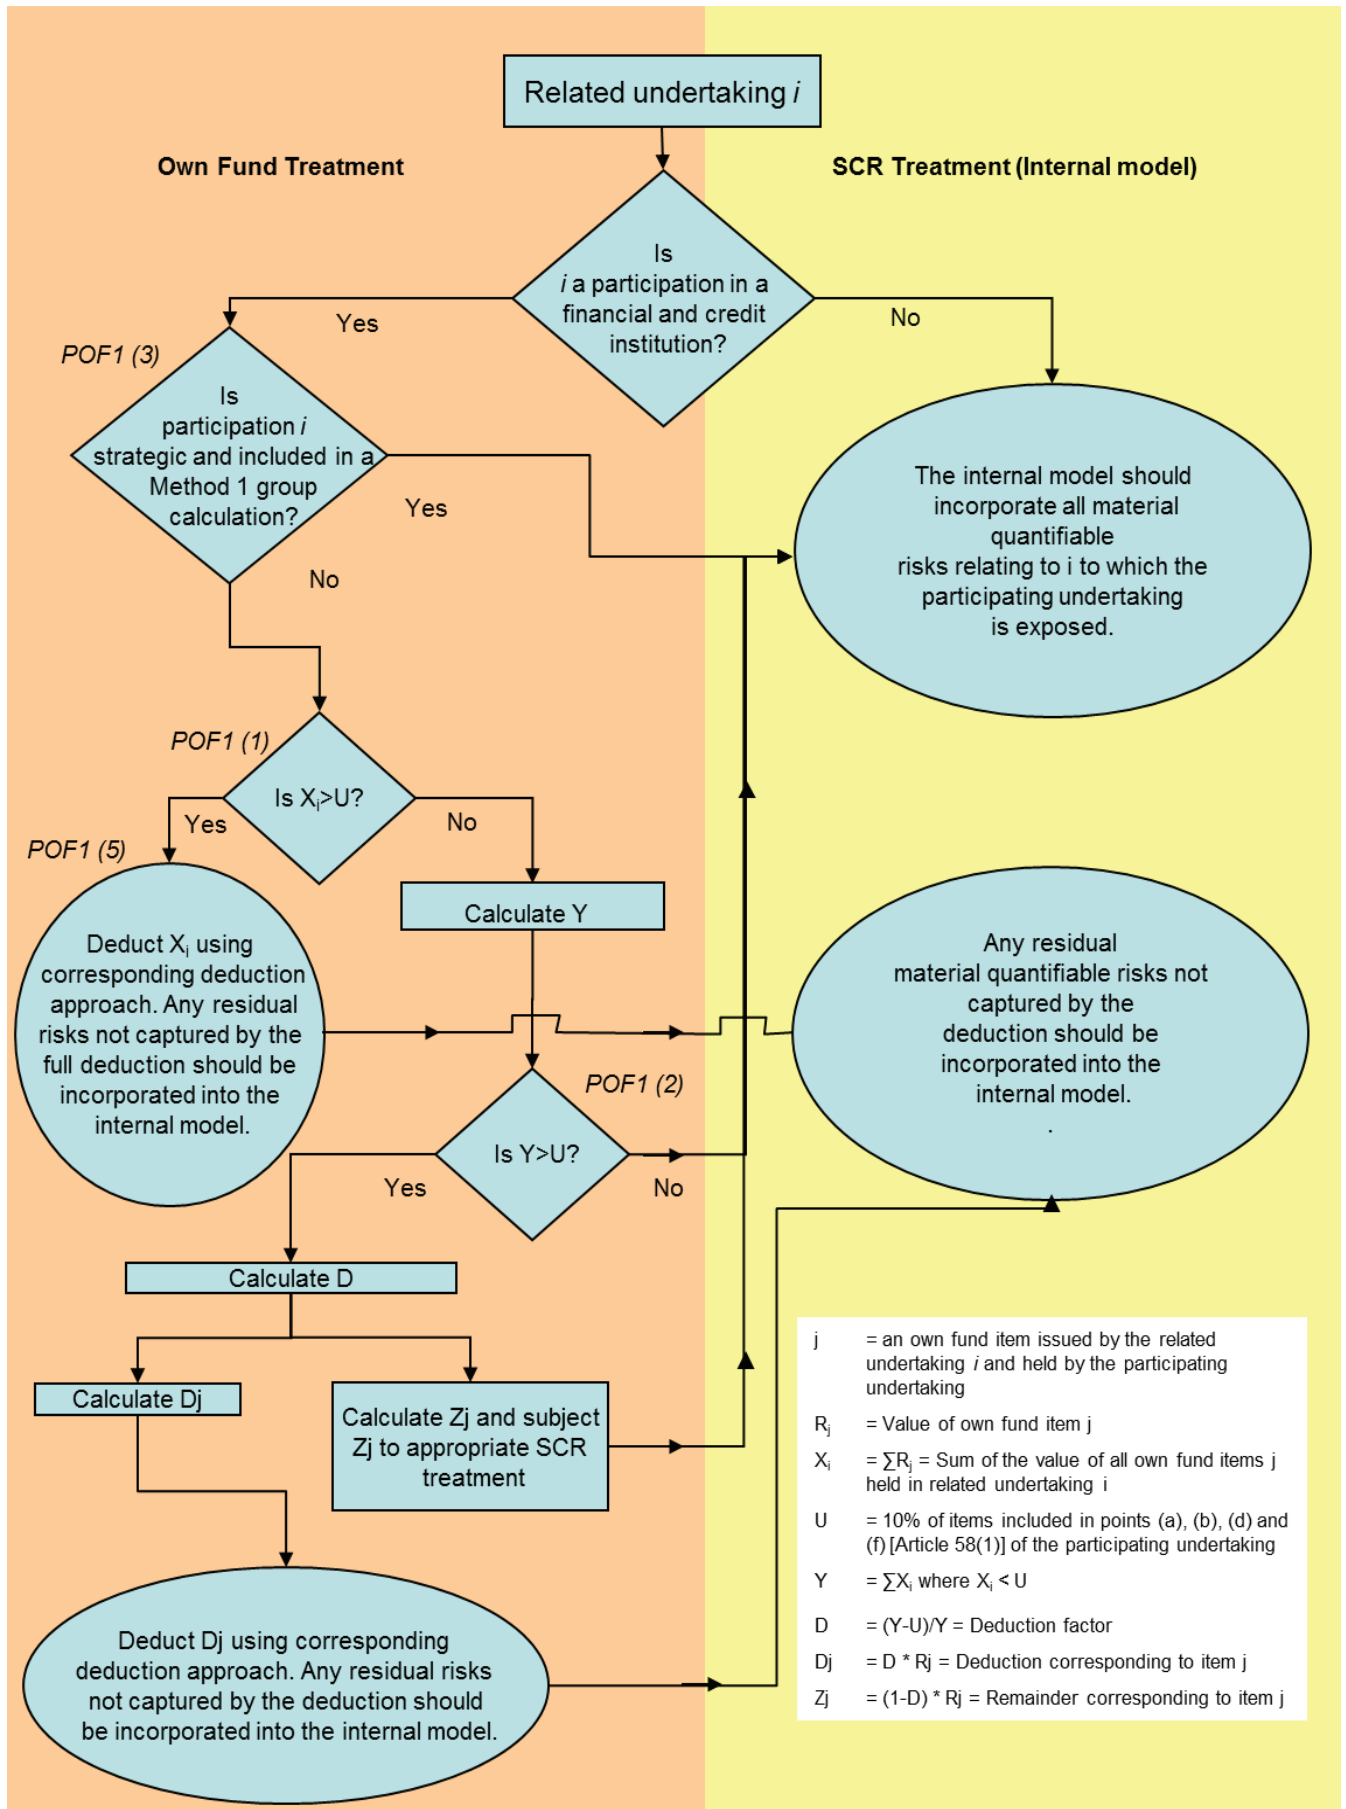 Related undertaking i
Own Fund Treatment
SCR Treatment (Internal model)
Is
i a participation in a
financial and credit
institution?
Yes
No
POF1 (3)
Is
participation i
strategic and included in a
Method 1 group
calculation?
Yes
No
The internal model should
incorporate all material
quantifiable
risks relating to i to which the
participating undertaking
is exposed.
POF1 (1)
Is Xi>U?
Yes
No
POF1 (5)
Calculate Y
Deduct Xi using
corresponding deduction
approach. Any residual
risks not captured by the
full deduction should be
incorporated into the
internal model.
Any residual
material quantifiable risks not
captured by the
deduction should be
incorporated into the
internal model.
.
POF1 (2)
Is Y>U?
Yes
No
Calculate D
Calculate Dj
Calculate Zj and subject
Zj to appropriate SCR
treatment
Deduct Dj using corresponding
deduction approach. Any residual risks
not captured by the deduction should
be incorporated into the internal model.
j = an own fund item issued by the related
undertaking i and held by the participating
undertaking
Rj = Value of own fund item j
Xi = ∑Rj = Sum of the value of all own fund items j
held in related undertaking i
U = 10% of items included in points (a), (b), (d) and
(f) [Article 58(1)] of the participating undertaking
Y = ∑Xi where Xi < U
D = (Y-U)/Y = Deduction factor
Dj = D * Rj = Deduction corresponding to item j
Zj = (1-D) * Rj = Remainder corresponding to item j